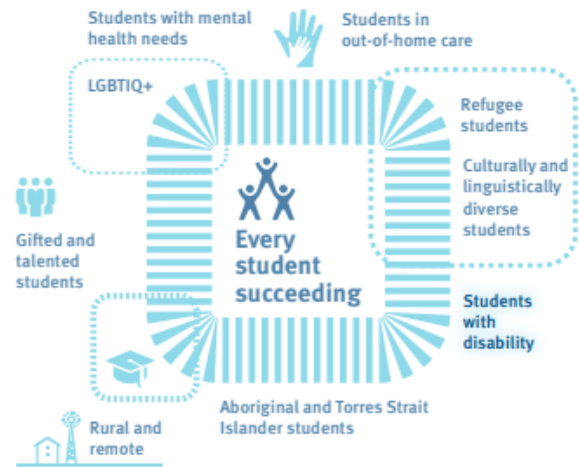 Students with mental
health needs
Students in
out-of-home care
LGBTIQ+
Refugee
students
Culturally and
linguistically
diverse
students
Gifted and
talented
students
Every
student
succeeding
Students
with
disability
Aboriginal and Torres Strait
Islander students
Rural and
remote